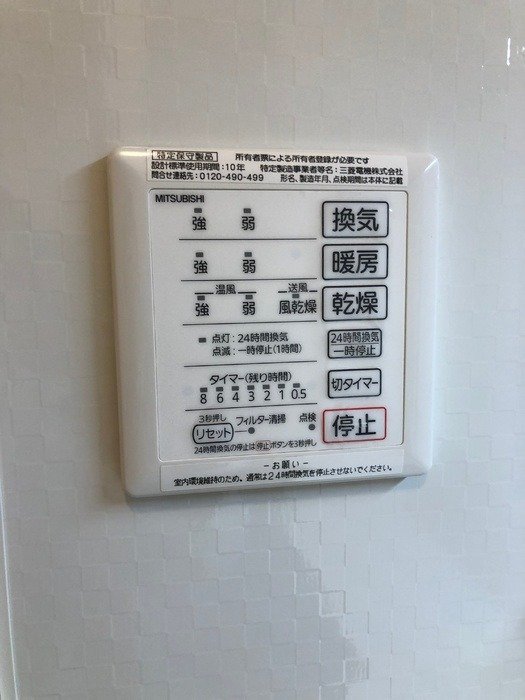 特定保守製品 所有者票による所有者登録が必要です
設計標準使用期間:10年 特定製造事業者等名:三菱電機株式会社
問合せ連絡先:0120-490-499 形名、製造年月、点検期間は本体に記載
MITSUBISHI
強 弱 換気
強 弱 暖房
温風 送風
強 弱 風乾燥 乾燥
点灯:24時間換気
点滅:一時停止(1時間)
24時間換気
一時停止
タイマー(残り時間)
8 6 4 3 2 1 0.5
切タイマー
3秒押し
リセット フィルター清掃 点検
停止
24時間換気の停止は停止ボタンを3秒押し
-お願い-
室内環境維持のため。通常は24時間換気を停止させないでください。